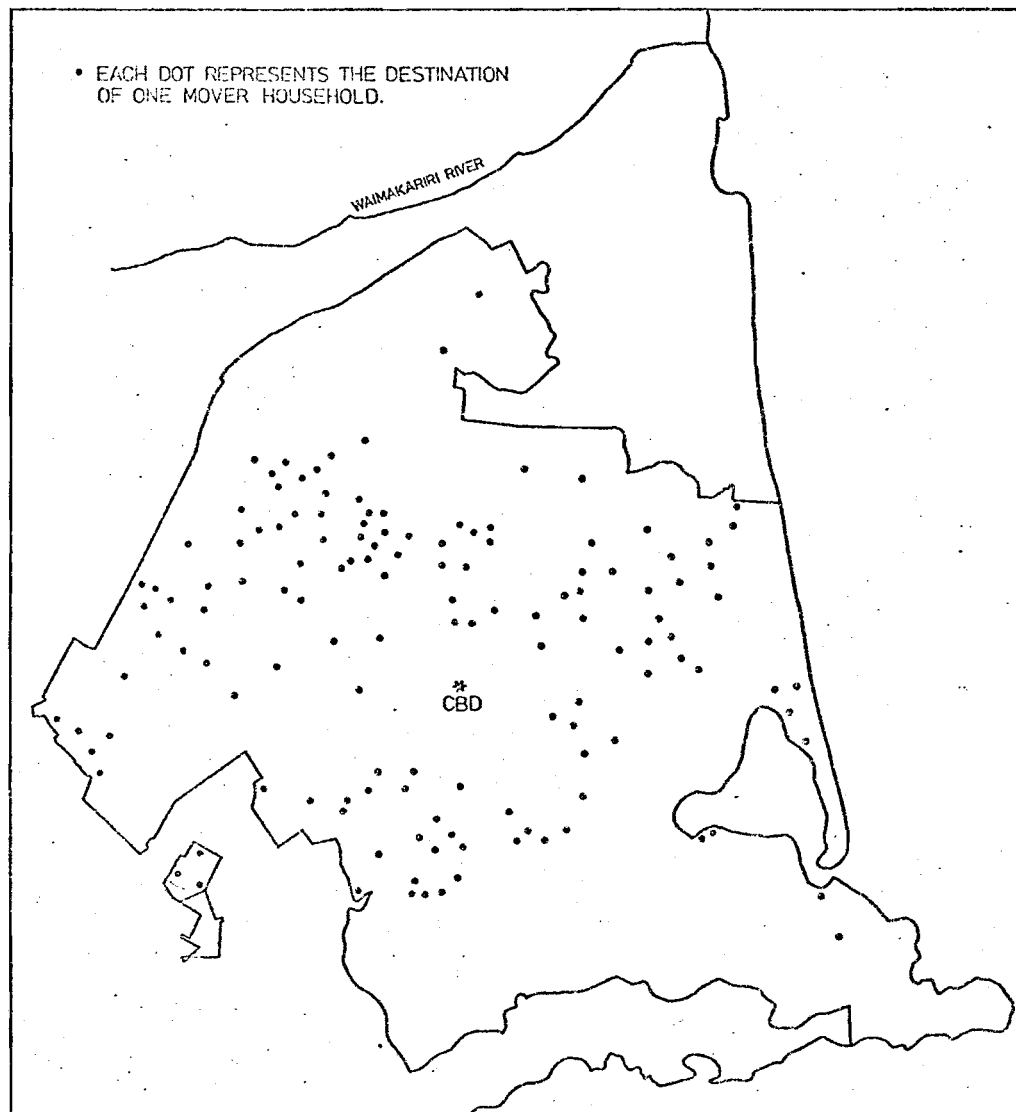 • EACH DOT REPRESENTS THE DESTINATION
OF ONE MOVER HOUSEHOLD.
WAIMAKARIRI RIVER
CBD